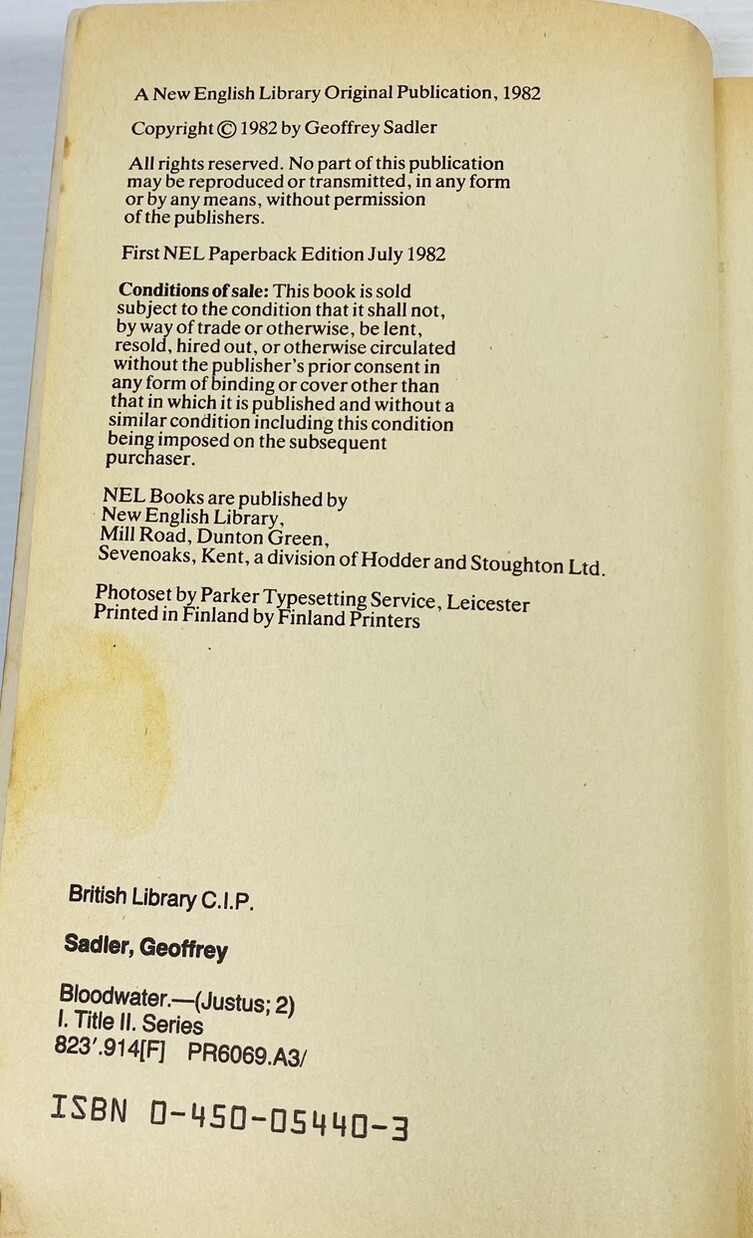 A New English Library Original Publication, 1982
Copyright © 1982 by Geoffrey Sadler
All rights reserved. No part of this publication
may be reproduced or transmitted, in any form
or by any means, without permission
of the publishers.
First NEL Paperback Edition July 1982
Conditions of sale: This book is sold
subject to the condition that it shall not,
by way of trade or otherwise, be lent,
resold, hired out, or otherwise circulated
without the publisher's prior consent in
any form of binding or cover other than
that in which it is published and without a
similar condition including this condition
being imposed on the subsequent
purchaser.
NEL Books are published by
New English Library,
Mill Road, Dunton Green,
Sevenoaks, Kent, a division of Hodder and Stoughton Ltd.
Photoset by Parker Typesetting Service, Leicester
Printed in Finland by Finland Printers
British Library C.I.P.
Sadler, Geoffrey
Bloodwater.—(Justus; 2)
I. Title II. Series
823'.914[F] PR6069.A3/
ISBN 0-450-05440-3